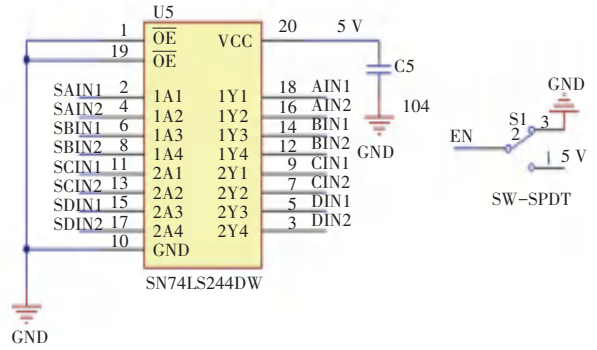 U5
1 OE VCC 20 5 V
19 OE
C5
SAIN1 2 1A1 1Y1 18 AIN1
SAIN2 4 1A2 1Y2 16 AIN2
SBIN1 6 1A3 1Y3 14 BIN1
SBIN2 8 1A4 1Y4 12 BIN2
SCIN1 11 2A1 2Y1 9 CIN1
SCIN2 13 2A2 2Y2 7 CIN2
SDIN1 15 2A3 2Y3 5 DIN1
SDIN2 17 2A4 2Y4 3 DIN2
10 GND
SN74LS244DW
GND
104
GND
GND
S1
3
EN 2
1 5 V
SW-SPDT